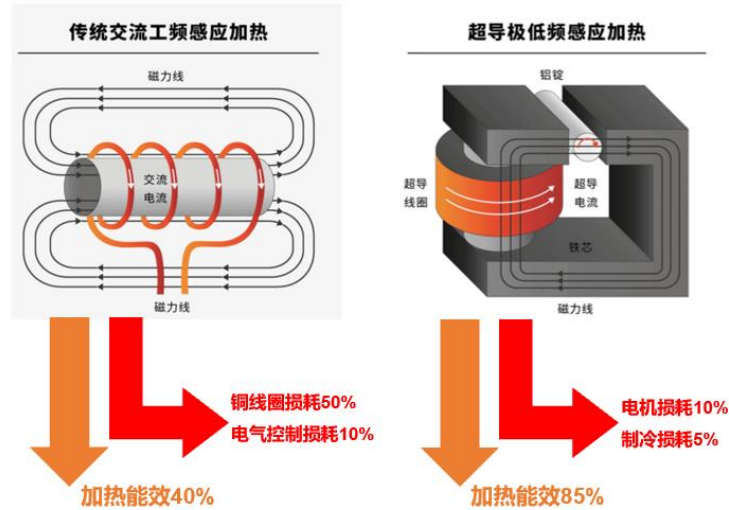 传统交流工频感应加热
磁力线
交流
电流
磁力线
铜线圈损耗50%
电气控制损耗10%
加热能效40%
超导极低频感应加热
铝锭
超导
线圈
超导
电流
铁芯
磁力线
电机损耗10%
制冷损耗5%
加热能效85%